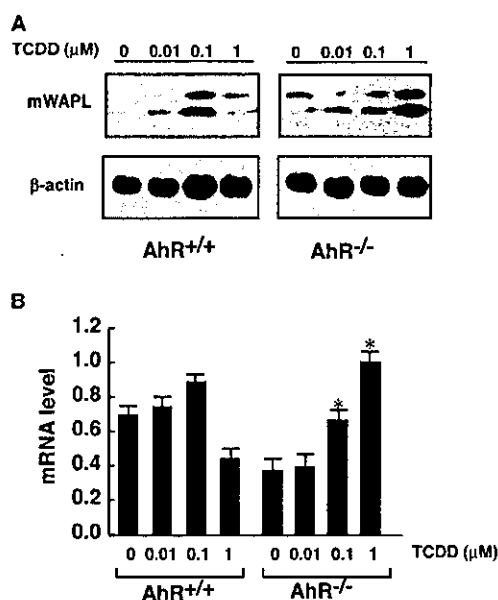 A
TCDD (μM)
0 0.01 0.1 1 0 0.01 0.1 1
mWAPL
β-actin
AhR+/+ AhR-/-
B
1.2
1.0
0.8
0.6
0.4
0.2
0.0
mRNA level
* *
0 0.01 0.1 1 0 0.01 0.1 1 TCDD (μM)
AhR+/+ AhR-/-